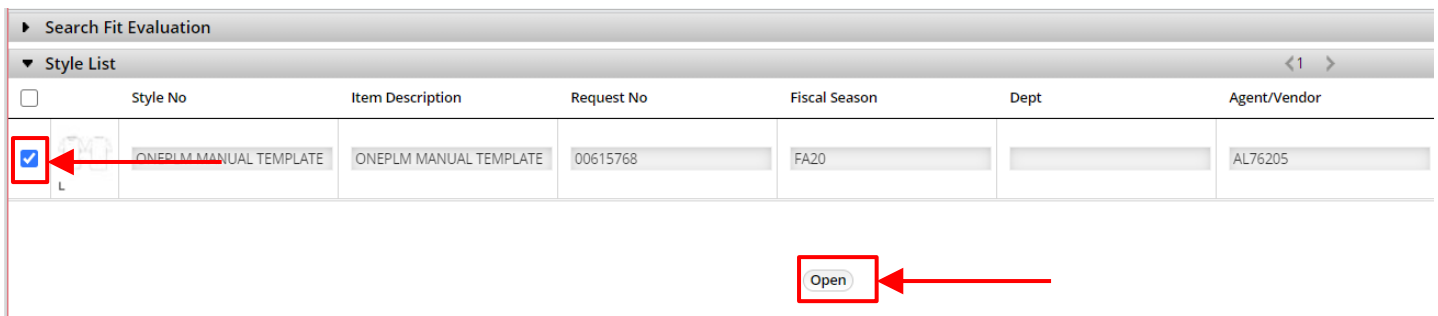 Search Fit Evaluation
Style List
1
Style No Item Description Request No Fiscal Season Dept Agent/Vendor
ONEPLM MANUAL TEMPLATE ONEPLM MANUAL TEMPLATE 00615768 FA20 AL76205
L
Open